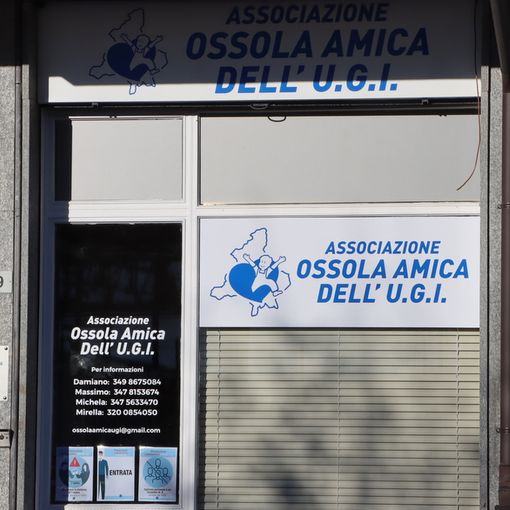 ASSOCIAZIONE
OSSOLA AMICA
DELL' U.G.I.
ASSOCIAZIONE
OSSOLA AMICA
DELL' U.G.I.
Associazione
Ossola Amica
Dell' U.G.I.
Per informazioni
Damiano: 349 8675084
Massimo: 347 8153674
Michela: 347 5633470
Mirella: 320 0854050
ossolaamicaugi@gmail.com
ENTRATA
9